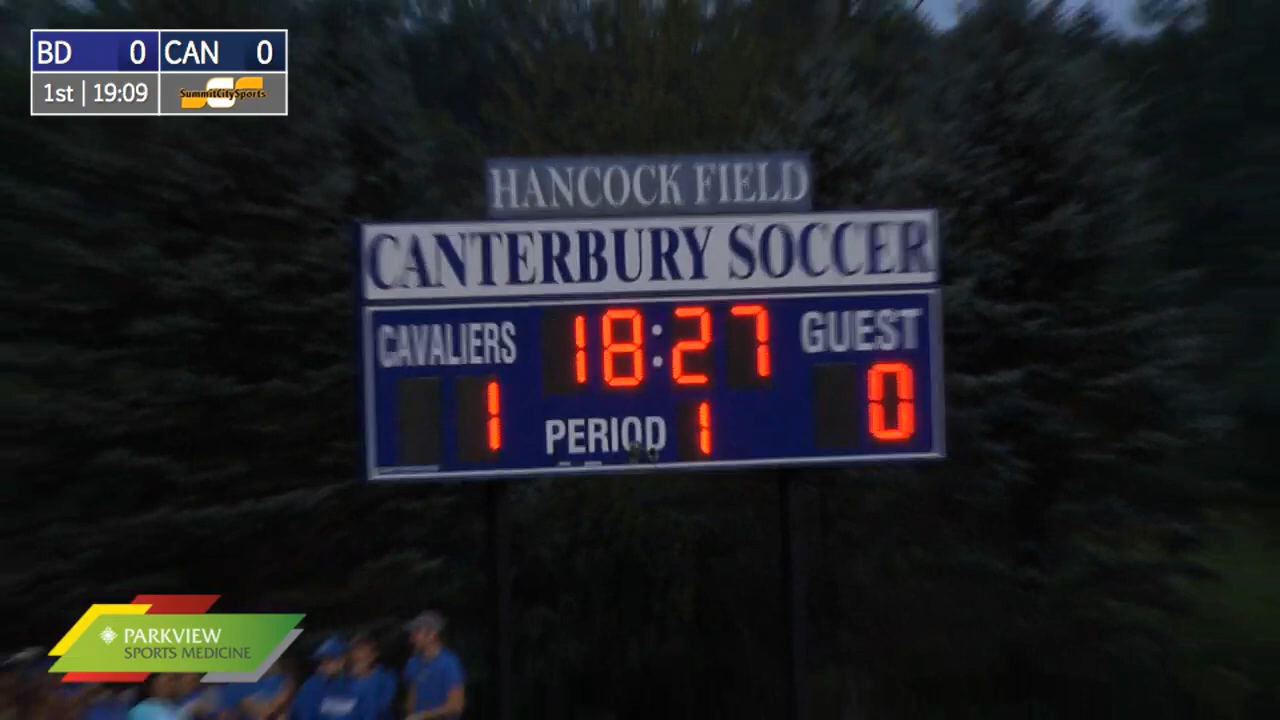 BD 0 CAN 0
1st | 19:09 SummitCitySports
HANCOCK FIELD
CANTERBURY SOCCER
CAVALIERS 18:27 GUEST
1 PERIOD 1 0
PARKVIEW
SPORTS MEDICINE